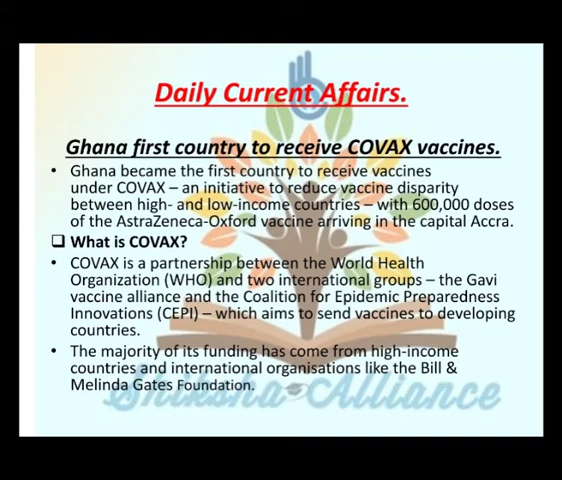 Daily Current Affairs.
Ghana first country to receive COVAX vaccines.
• Ghana became the first country to receive vaccines
under COVAX – an initiative to reduce vaccine disparity
between high- and low-income countries – with 600,000 doses
of the AstraZeneca-Oxford vaccine arriving in the capital Accra.
❑ What is COVAX?
• COVAX is a partnership between the World Health
Organization (WHO) and two international groups – the Gavi
vaccine alliance and the Coalition for Epidemic Preparedness
Innovations (CEPI) – which aims to send vaccines to developing
countries.
• The majority of its funding has come from high-income
countries and international organisations like the Bill &
Melinda Gates Foundation.
Shiksha Alliance